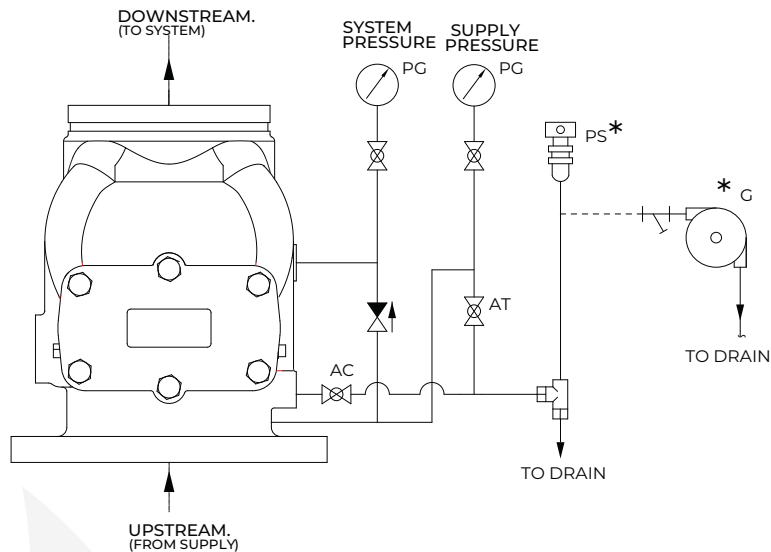 DOWNSTREAM.
(TO SYSTEM)
SYSTEM
PRESSURE
PG
SUPPLY
PRESSURE
PG
PS*
* G
AT
TO DRAIN
AC
TO DRAIN
UPSTREAM.
(FROM SUPPLY)